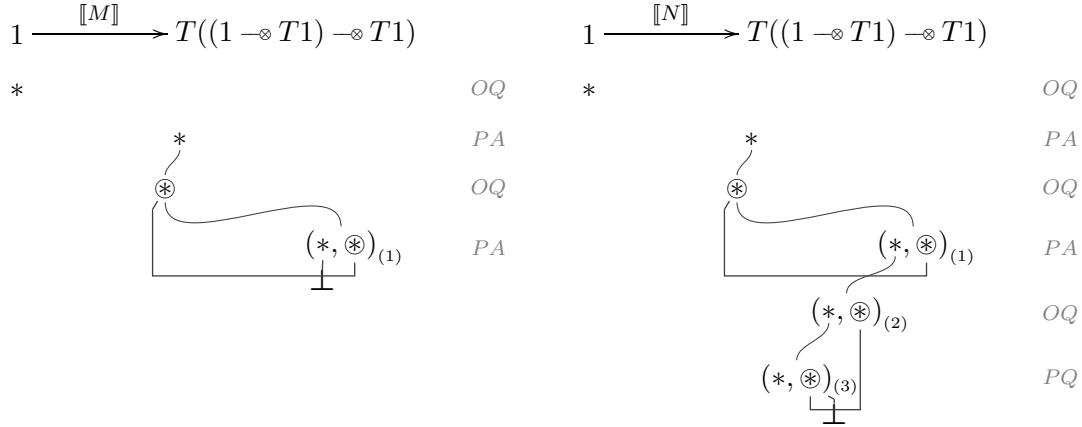 ⟦M⟧ ⟦N⟧
1 ⟶ T((1 ⊸⊗ T1) ⊸⊗ T1) 1 ⟶ T((1 ⊸⊗ T1) ⊸⊗ T1)
* OQ * OQ
* PA * PA
⊛ OQ ⊛ OQ
(*, ⊛)(1) PA (*, ⊛)(1) PA
(*, ⊛)(2) OQ
(*, ⊛)(3) PQ